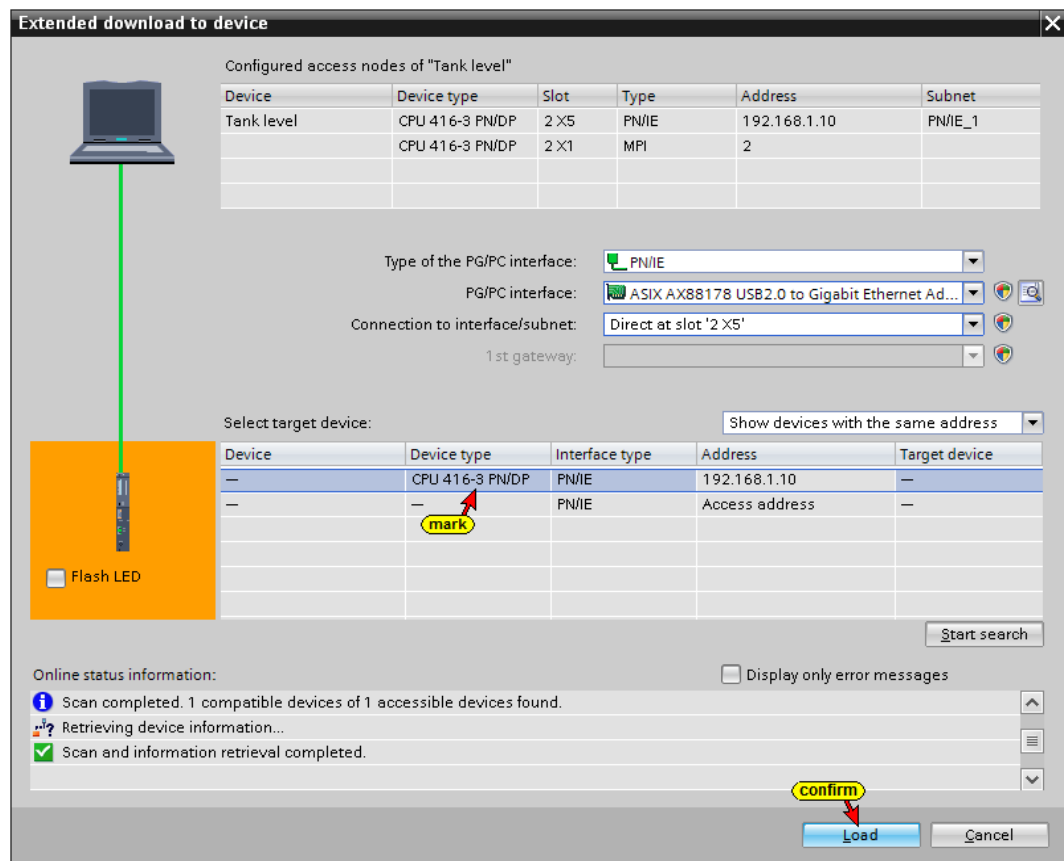 Extended download to device
Configured access nodes of "Tank level"
Device Device type Slot Type Address Subnet
Tank level CPU 416-3 PN/DP 2 X5 PN/IE 192.168.1.10 PN/IE_1
CPU 416-3 PN/DP 2 X1 MPI 2
Type of the PG/PC interface: PN/IE
PG/PC interface: ASIX AX88178 USB2.0 to Gigabit Ethernet Ad...
Connection to interface/subnet: Direct at slot '2 X5'
1st gateway:
Select target device: Show devices with the same address
Device Device type Interface type Address Target device
— CPU 416-3 PN/DP PN/IE 192.168.1.10 —
— — PN/IE Access address —
mark
Flash LED
Start search
Online status information: Display only error messages
Scan completed. 1 compatible devices of 1 accessible devices found.
Retrieving device information...
Scan and information retrieval completed.
confirm
Load Cancel